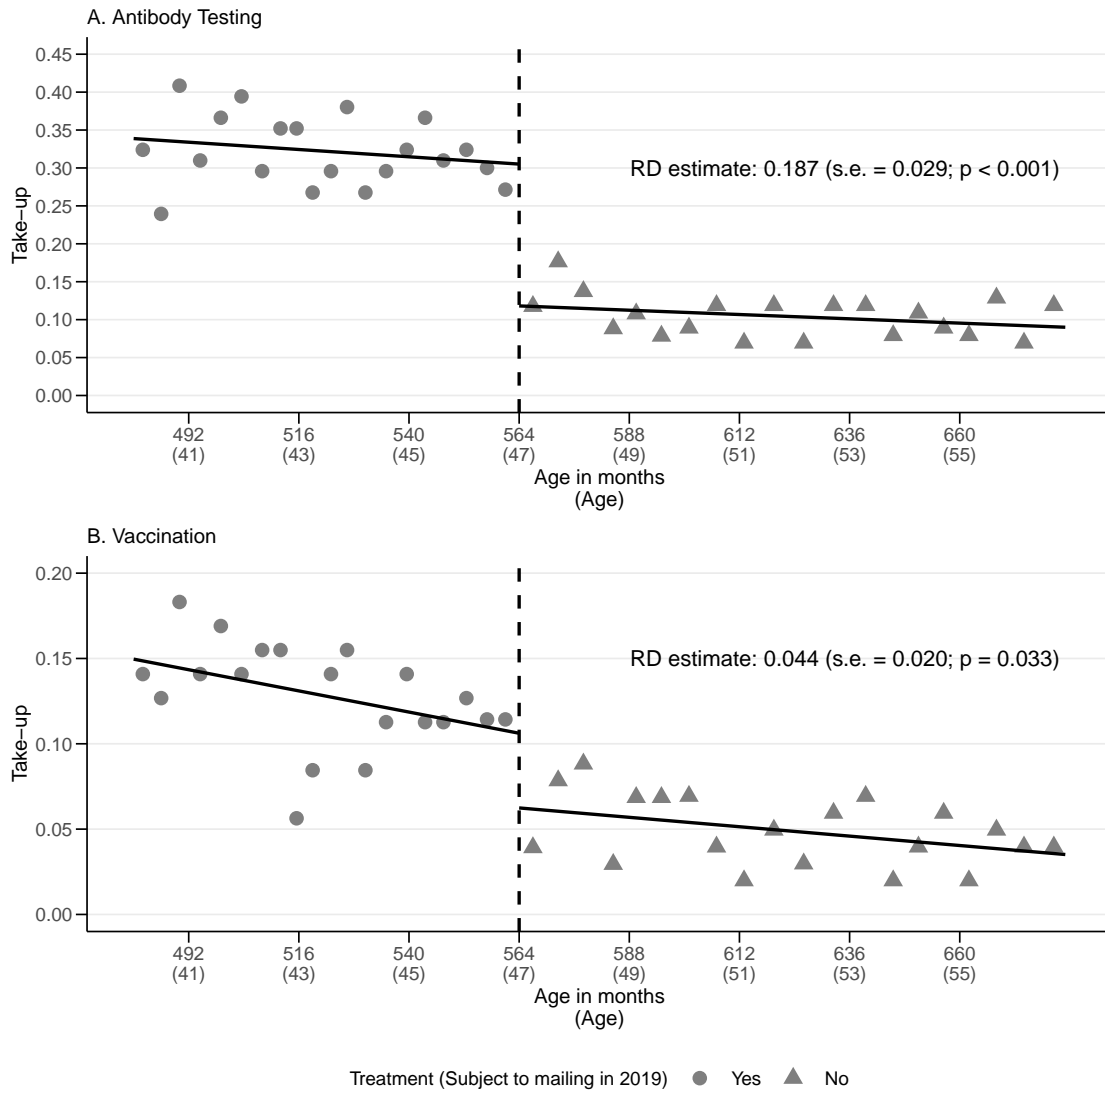 A. Antibody Testing
0.45
0.40
0.35
0.30
0.25
0.20
0.15
0.10
0.05
0.00
Take−up
RD estimate: 0.187 (s.e. = 0.029; p < 0.001)
492 516 540 564 588 612 636 660
(41) (43) (45) (47) (49) (51) (53) (55)
Age in months
(Age)
B. Vaccination
0.20
0.15
0.10
0.05
0.00
Take−up
RD estimate: 0.044 (s.e. = 0.020; p = 0.033)
492 516 540 564 588 612 636 660
(41) (43) (45) (47) (49) (51) (53) (55)
Age in months
(Age)
Treatment (Subject to mailing in 2019) Yes No